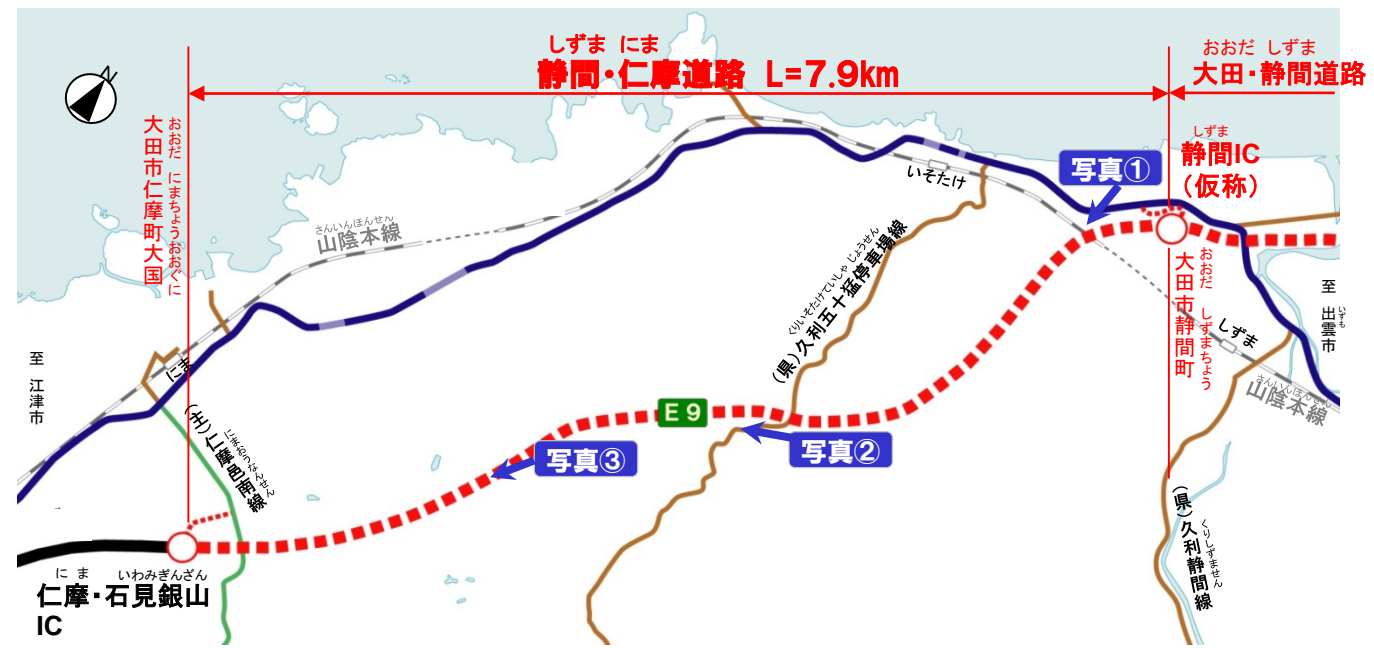 しずま にま
静間・仁摩道路 L=7.9km
おおだ しずま
大田・静間道路
N
おおだ にまちょうおおぐに
大田市仁摩町大国
しずま
静間IC
（仮称）
写真①
いそたけ
さんいんほんせん
山陰本線
くりいそたけていしゃじょうせん
（県）久利五十猛停車場線
おおだ しずまちょう
大田市静間町
至 出雲市
いずも
しずま
さんいんほんせん
山陰本線
至 江津市
にま
にまおうなんせん
（主）仁摩邑南線
E9
写真②
写真③
くりしずません
（県）久利静間線
にま いわみぎんざん
仁摩・石見銀山
IC